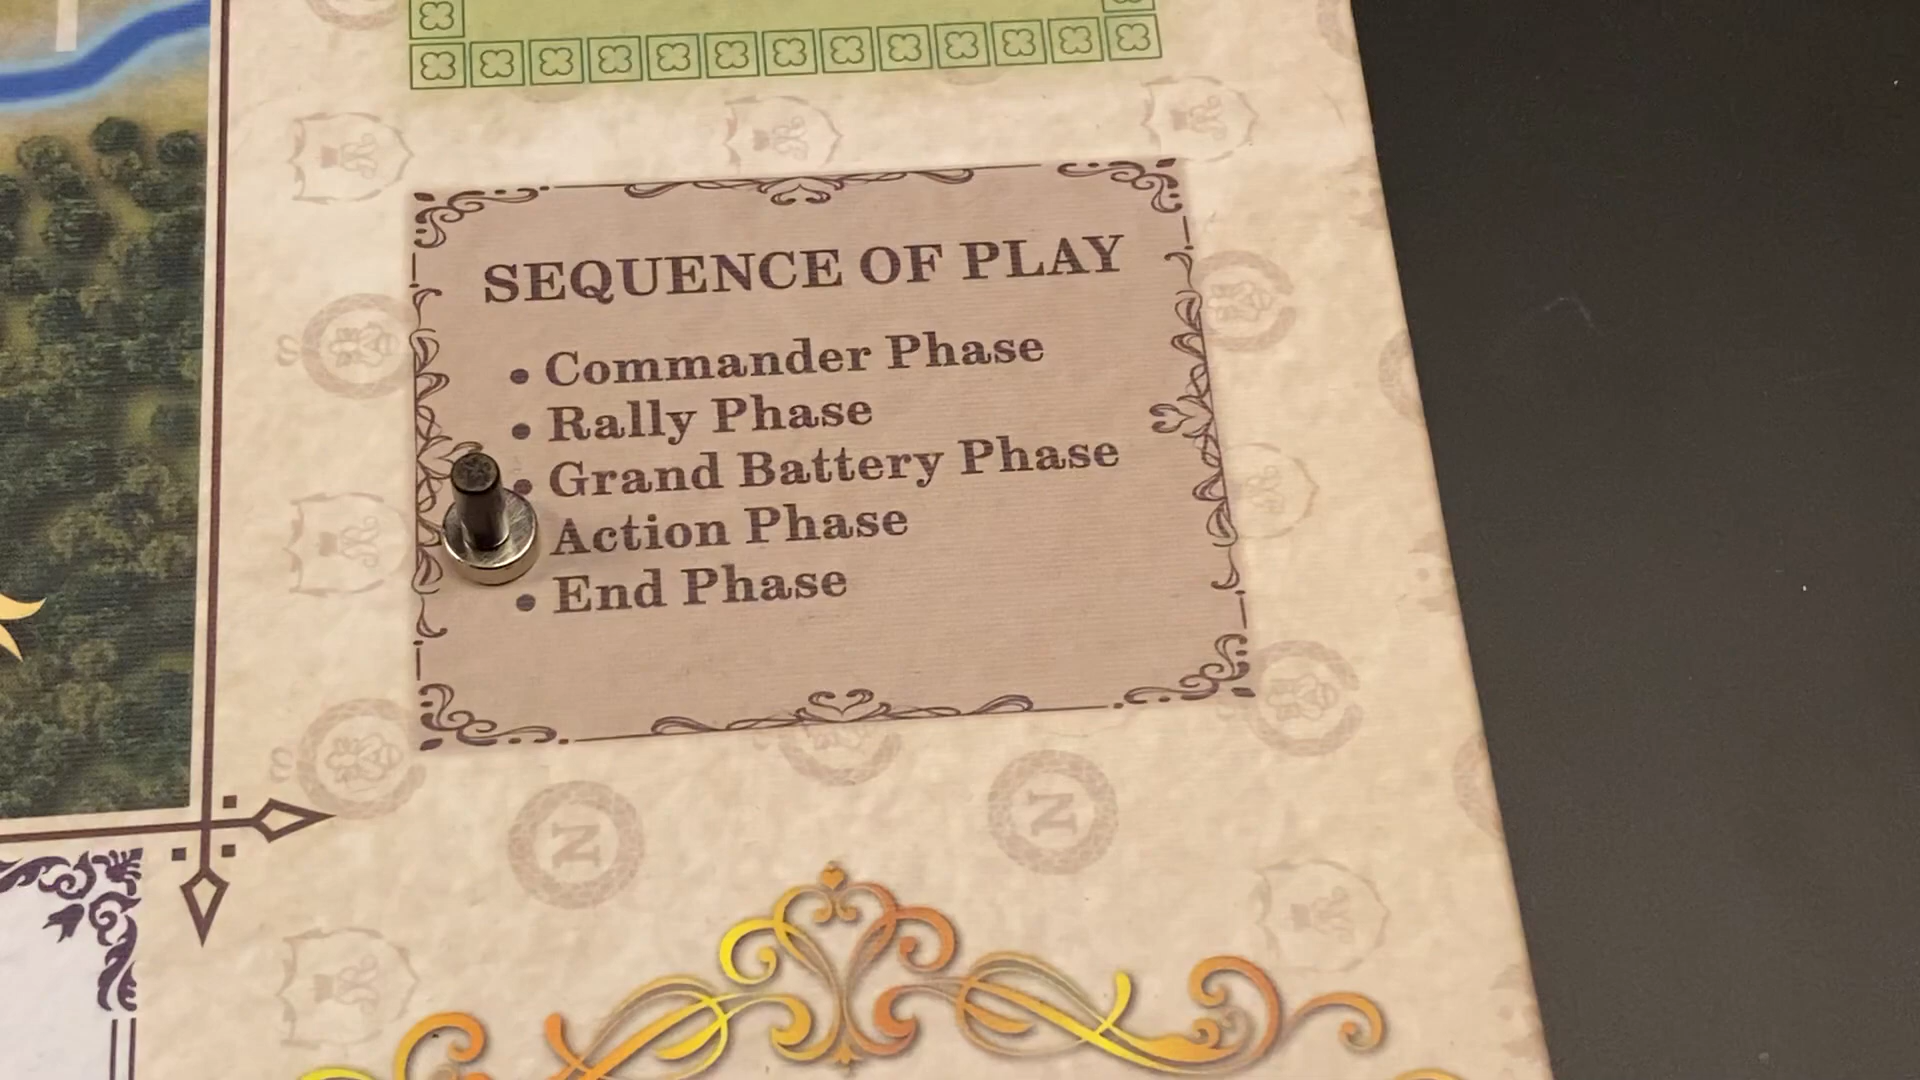 SEQUENCE OF PLAY
• Commander Phase
• Rally Phase
• Grand Battery Phase
Action Phase
• End Phase
N
N